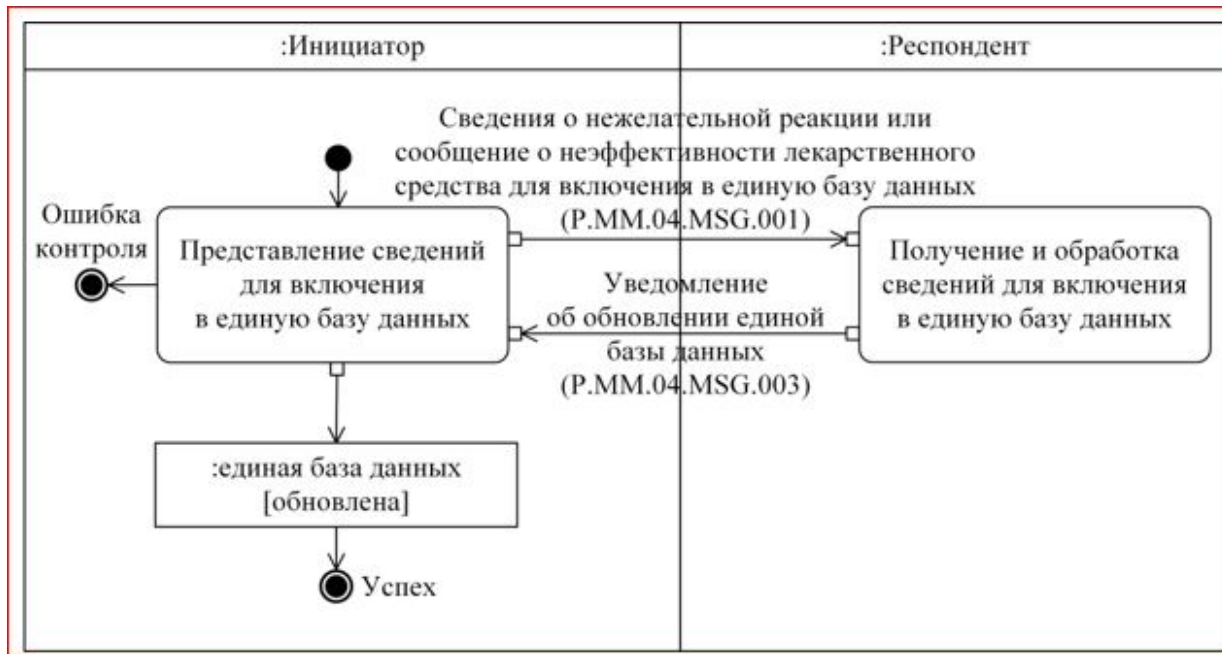 :Инициатор
:Респондент
Сведения о нежелательной реакции или
сообщение о неэффективности лекарственного
средства для включения в единую базу данных
(P.MM.04.MSG.001)
Ошибка
контроля
Представление сведений
для включения
в единую базу данных
Получение и обработка
сведений для включения
в единую базу данных
Уведомление
об обновлении единой
базы данных
(P.MM.04.MSG.003)
:единая база данных
[обновлена]
Успех